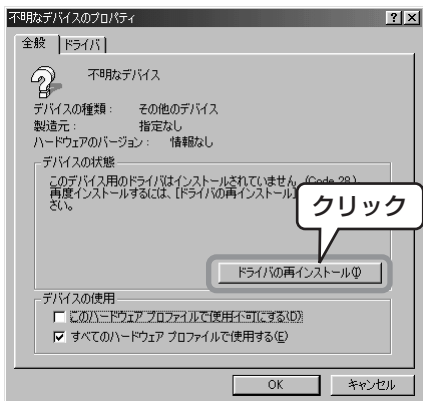 不明なデバイスのプロパティ
全般 ドライバ
不明なデバイス
デバイスの種類： その他のデバイス
製造元： 指定なし
ハードウェアのバージョン： 情報なし
デバイスの状態
このデバイス用のドライバはインストールされていません. (Code 28)
再度インストールするには、[ドライバの再インストール]
さい。
クリック
ドライバの再インストール(I)
デバイスの使用
このハードウェア プロファイルで使用不可にする(D)
すべてのハードウェア プロファイルで使用する(E)
OK キャンセル